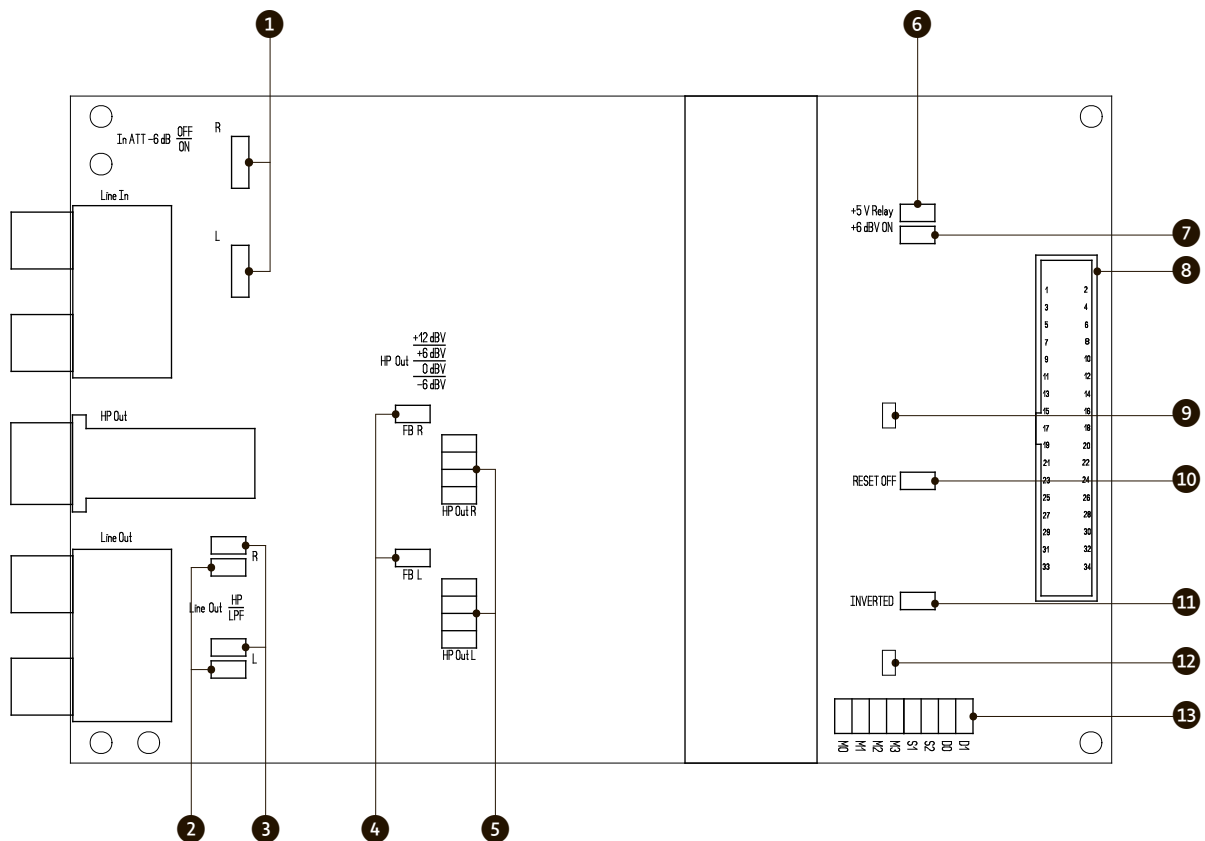 1
6
In ATT -6 dB OFF
ON
R
Line In
L
+5 V Relay
+6 dBV ON
7
8
1 2
3 4
5 6
7 8
9 10
11 12
13 14
15 16
17 18
19 20
21 22
23 24
25 26
27 28
29 30
31 32
33 34
HP Out +12 dBV
+6 dBV
0 dBV
-6 dBV
FB R
HP Out
HP Out R
9
RESET OFF
10
Line Out
R
FB L
Line Out HP
LPF
L
HP Out L
INVERTED
11
12
13
M0 M1 M2 M3 S1 S2 D0 D1
2
3
4
5